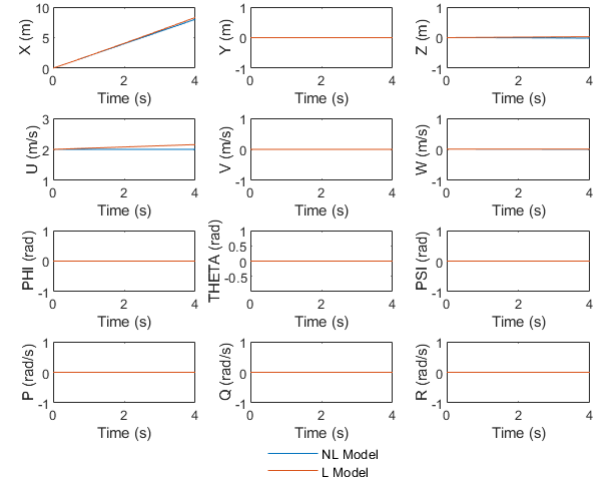 10
5
0
X (m)
0 2 4
Time (s)
1
0
-1
Y (m)
0 2 4
Time (s)
1
0
-1
Z (m)
0 2 4
Time (s)
3
2
1
U (m/s)
0 2 4
Time (s)
1
0
-1
V (m/s)
0 2 4
Time (s)
1
0
-1
W (m/s)
0 2 4
Time (s)
1
0
-1
PHI (rad)
0 2 4
Time (s)
1
0.5
0
-0.5
THETA (rad)
0 2 4
Time (s)
1
0
-1
PSI (rad)
0 2 4
Time (s)
1
0
-1
P (rad/s)
0 2 4
Time (s)
1
0
-1
Q (rad/s)
0 2 4
Time (s)
1
0
-1
R (rad/s)
0 2 4
Time (s)
NL Model
L Model